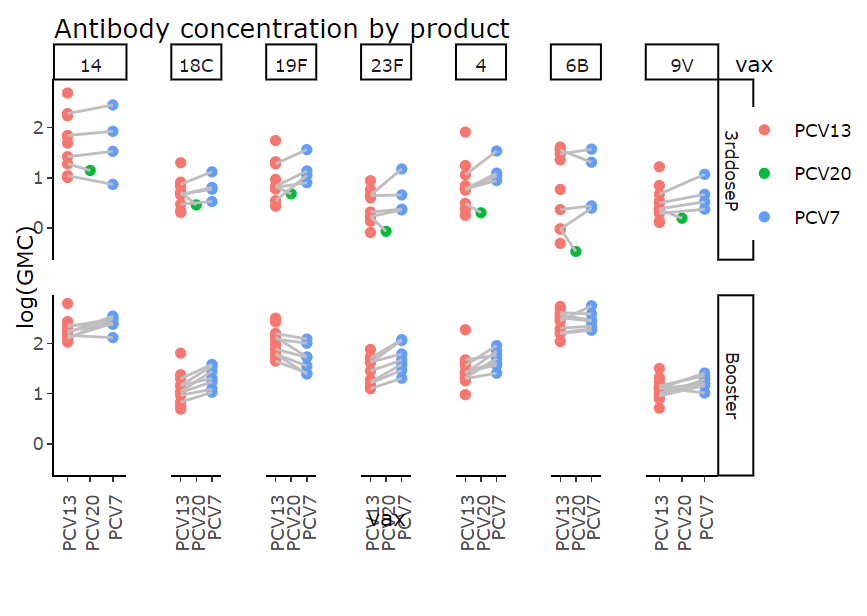 Antibody concentration by product
14 18C 19F 23F 4 6B 9V
vax
PCV13
PCV20
PCV7
3rddoseP
Booster
log(GMC)
2
1
0
2
1
0
PCV13 PCV20 PCV7 PCV13 PCV20 PCV7 PCV13 PCV20 PCV7 PCV13 PCV20 PCV7 PCV13 PCV20 PCV7 PCV13 PCV20 PCV7 PCV13 PCV20 PCV7
vax